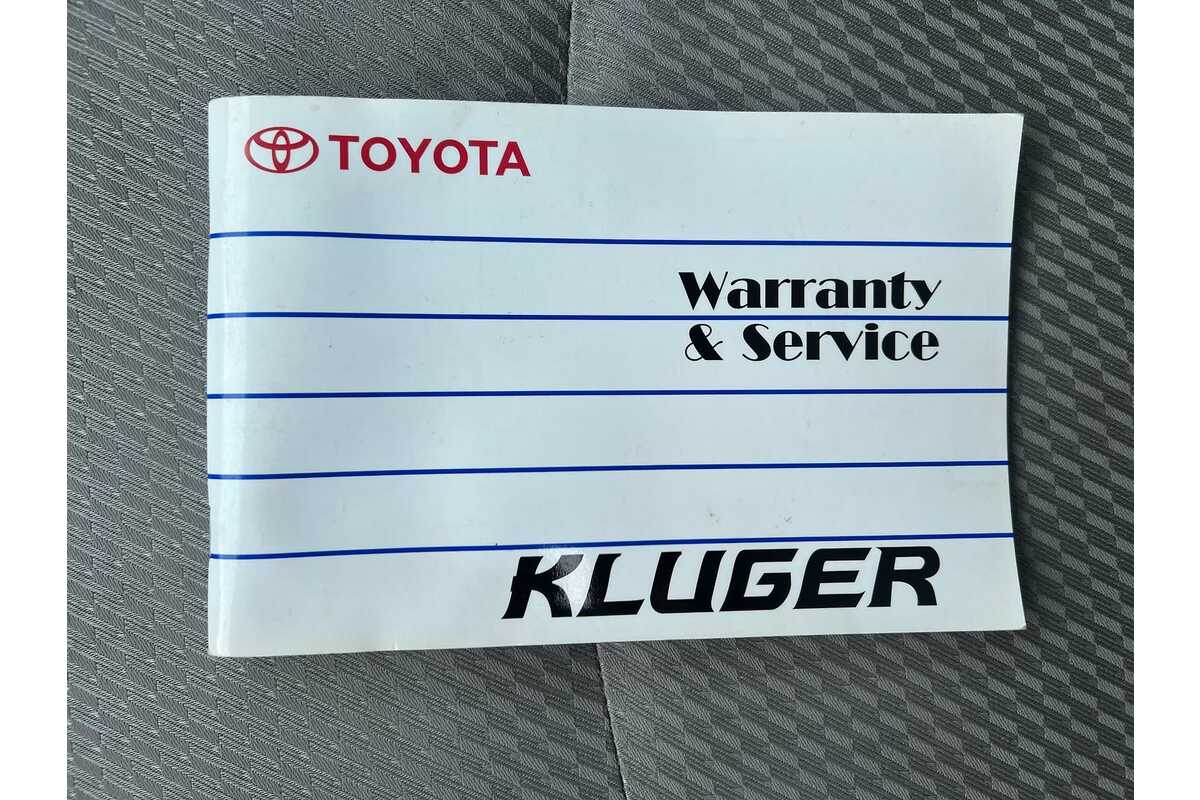 TOYOTA
Warranty
& Service
KLUGER